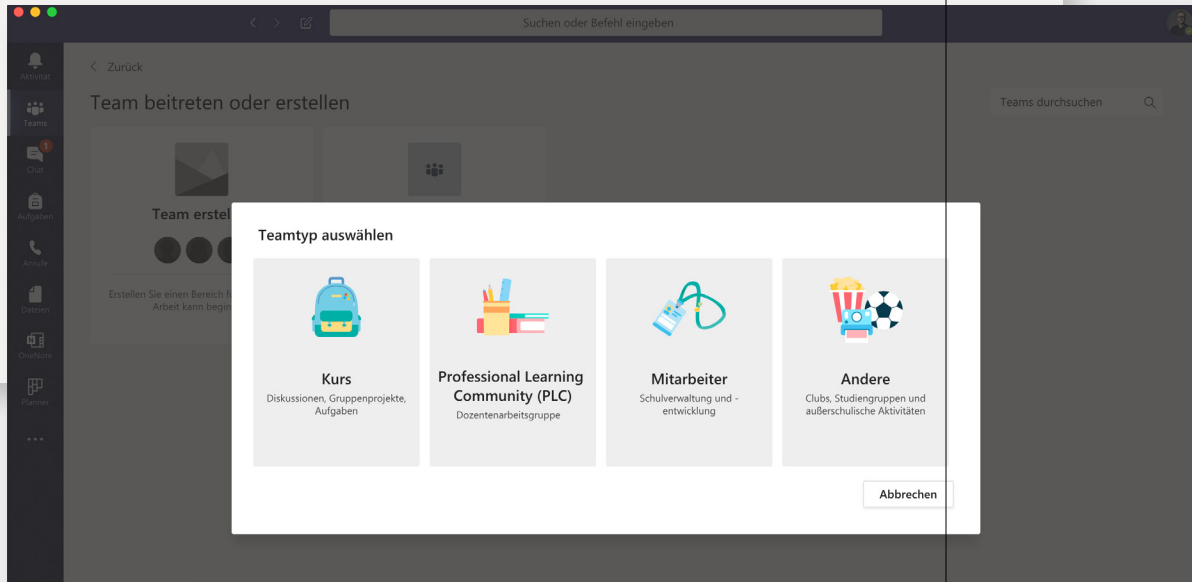 Suchen oder Befehl eingeben
Aktivität
Teams
1
Chat
Aufgaben
Anrufe
Dateien
OneNote
Planner
Zurück
Team beitreten oder erstellen
Teams durchsuchen
Team erstel
Erstellen Sie einen Bereich f
Arbeit kann begin
Teamtyp auswählen
Kurs
Diskussionen, Gruppenprojekte,
Aufgaben
Professional Learning
Community (PLC)
Dozentenarbeitsgruppe
Mitarbeiter
Schulverwaltung und -
entwicklung
Andere
Clubs, Studiengruppen und
außerschulische Aktivitäten
Abbrechen